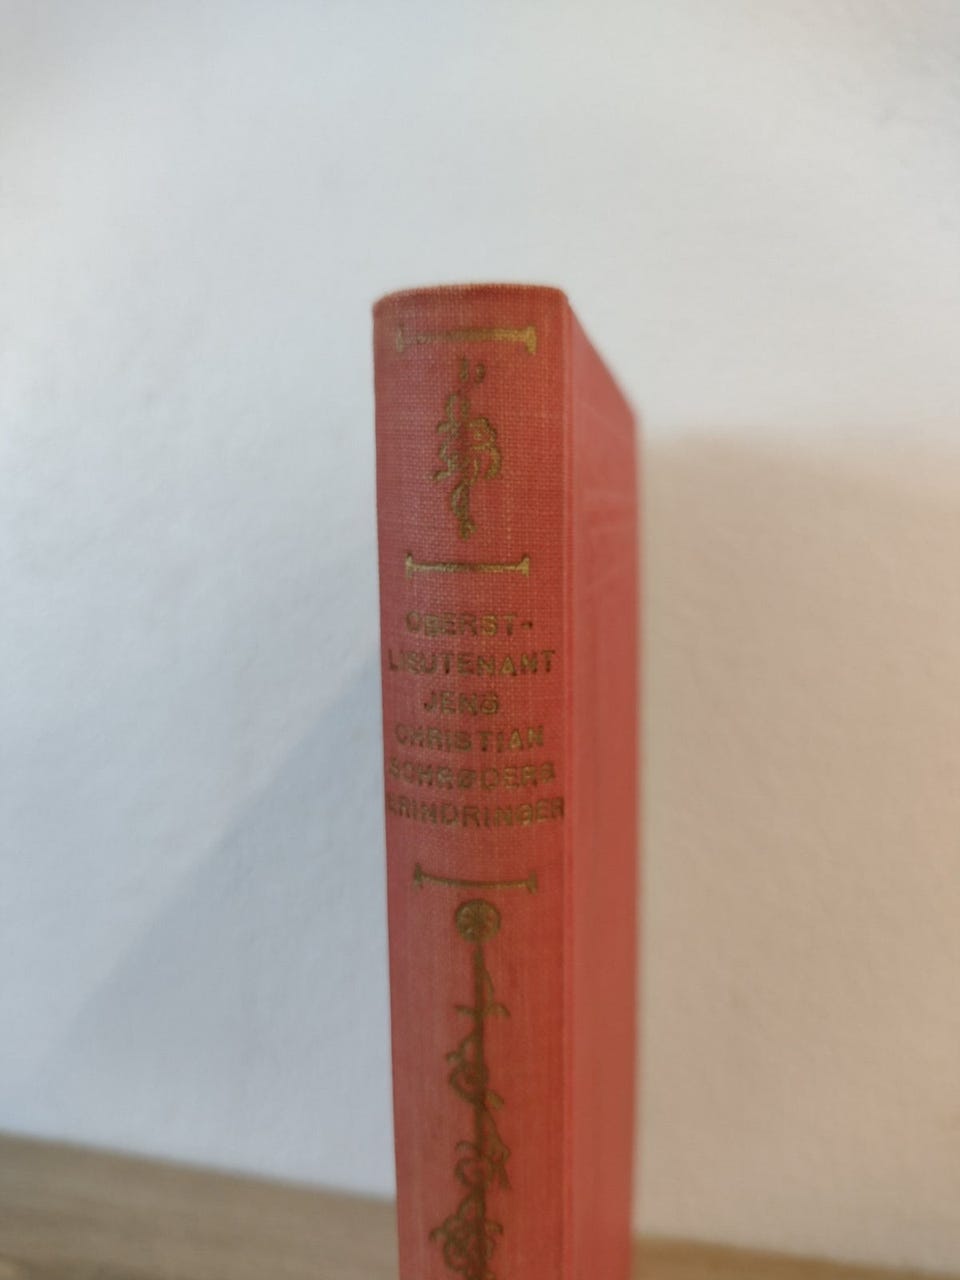 OBERST-
LIEUTENANT
JENS
CHRISTIAN
SCHRØDERS
ERINDRINGER